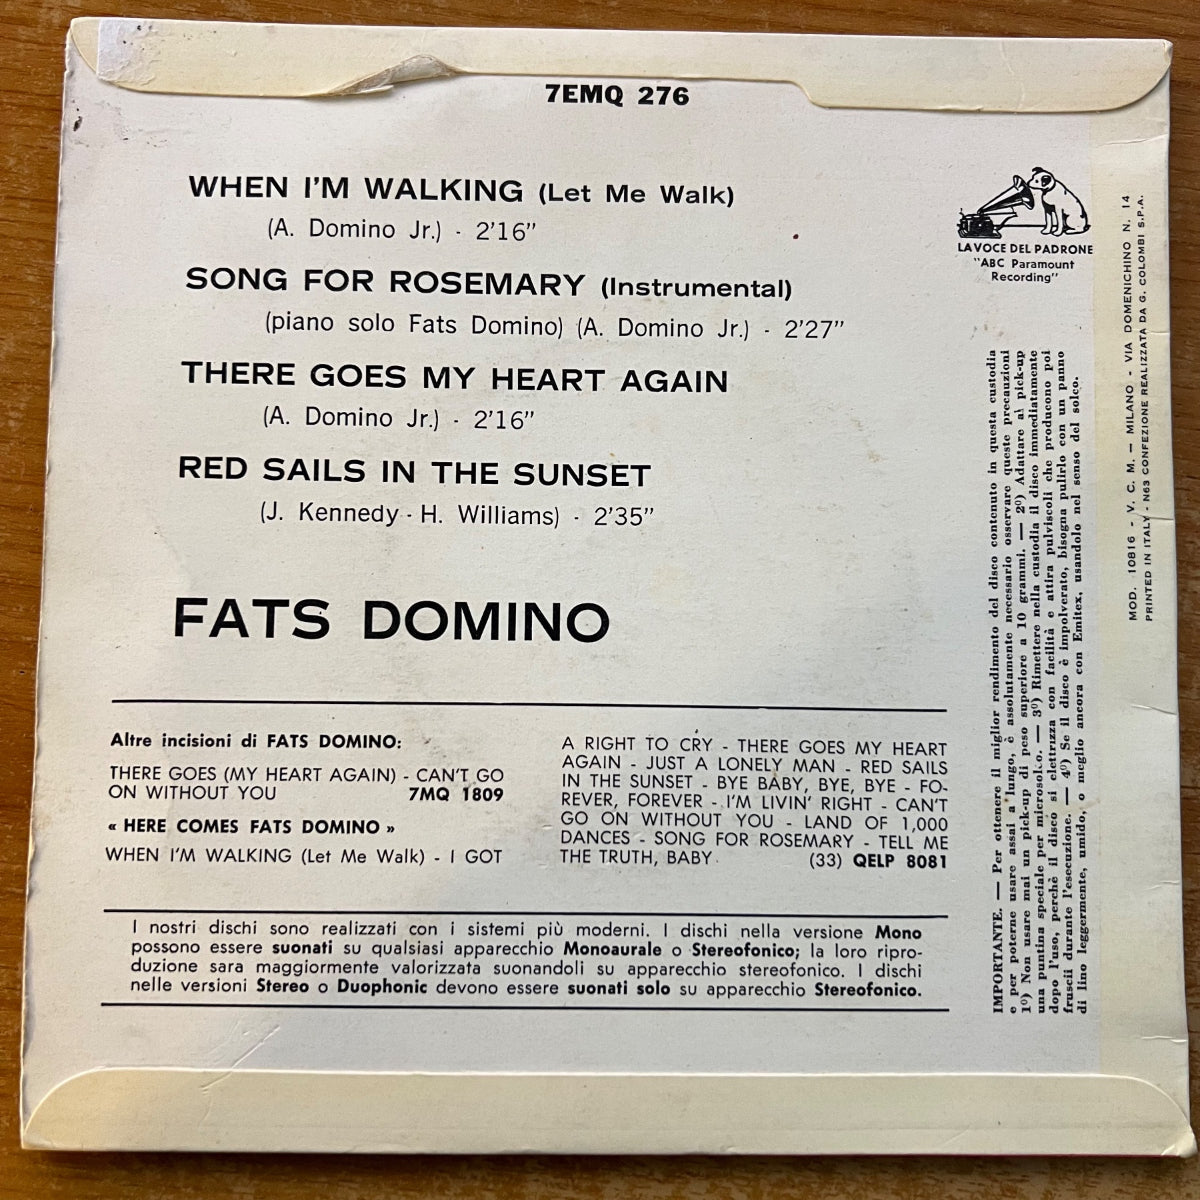 7EMQ 276
WHEN I'M WALKING (Let Me Walk)
(A. Domino Jr.) - 2'16"
SONG FOR ROSEMARY (Instrumental)
(piano solo Fats Domino) (A. Domino Jr.) - 2'27"
THERE GOES MY HEART AGAIN
(A. Domino Jr.) - 2'16"
RED SAILS IN THE SUNSET
(J. Kennedy - H. Williams) - 2'35"
FATS DOMINO
LA VOCE DEL PADRONE
"ABC Paramount
Recording"
Altre incisioni di FATS DOMINO:
THERE GOES (MY HEART AGAIN) - CAN'T GO
ON WITHOUT YOU 7MQ 1809
« HERE COMES FATS DOMINO »
WHEN I'M WALKING (Let Me Walk) - I GOT
A RIGHT TO CRY - THERE GOES MY HEART
AGAIN - JUST A LONELY MAN - RED SAILS
IN THE SUNSET - BYE BABY, BYE, BYE - FO-
REVER, FOREVER - I'M LIVIN' RIGHT - CAN'T
GO ON WITHOUT YOU - LAND OF 1,000
DANCES - SONG FOR ROSEMARY - TELL ME
THE TRUTH, BABY (33) QELP 8081
I nostri dischi sono realizzati con i sistemi più moderni. I dischi nella versione Mono
possono essere suonati su qualsiasi apparecchio Monoaurale o Stereofonico; la loro ripro-
duzione sara maggiormente valorizzata suonandoli su apparecchio stereofonico. I dischi
nelle versioni Stereo o Duophonic devono essere suonati solo su apparecchio Stereofonico.
IMPORTANTE. — Per ottenere il miglior rendimento del disco contenuto in questa custodia
e per poterne usare assai a lungo, è assolutamente necessario osservare queste precauzioni
1º) Non usare mai un pick-up di peso superiore a 10 grammi. — 2º) Adattare al pick-up
una puntina speciale per microsolco. — 3º) Rimettere nella custodia il disco immediatamente
dopo l'uso, perchè il disco si elettrizza con facilità e attira pulviscoli che producono poi
fruscii durante l'esecuzione. — 4º) Se il disco è impolverato, bisogna pulirlo con un panno
di lino leggermente, umido, o meglio ancora con Emitex, usandolo nel senso del solco.
MOD. 10816 - V. C. M. — MILANO - VIA DOMENICHINO N. 14
PRINTED IN ITALY - N63 CONFEZIONE REALIZZATA DA G. COLOMBI S.P.A.